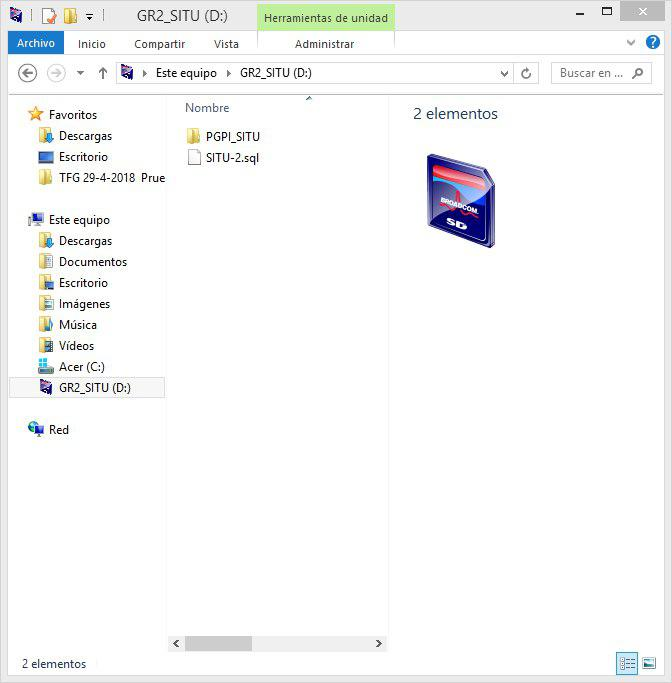 GR2_SITU (D:)
Herramientas de unidad
Archivo Inicio Compartir Vista Administrar
Este equipo GR2_SITU (D:) Buscar en ...
Favoritos
Descargas
Escritorio
TFG 29-4-2018 Prue
Este equipo
Descargas
Documentos
Escritorio
Imágenes
Música
Vídeos
Acer (C:)
GR2_SITU (D:)
Red
Nombre
PGPI_SITU
SITU-2.sql
2 elementos
BROADCOM.
SD
2 elementos